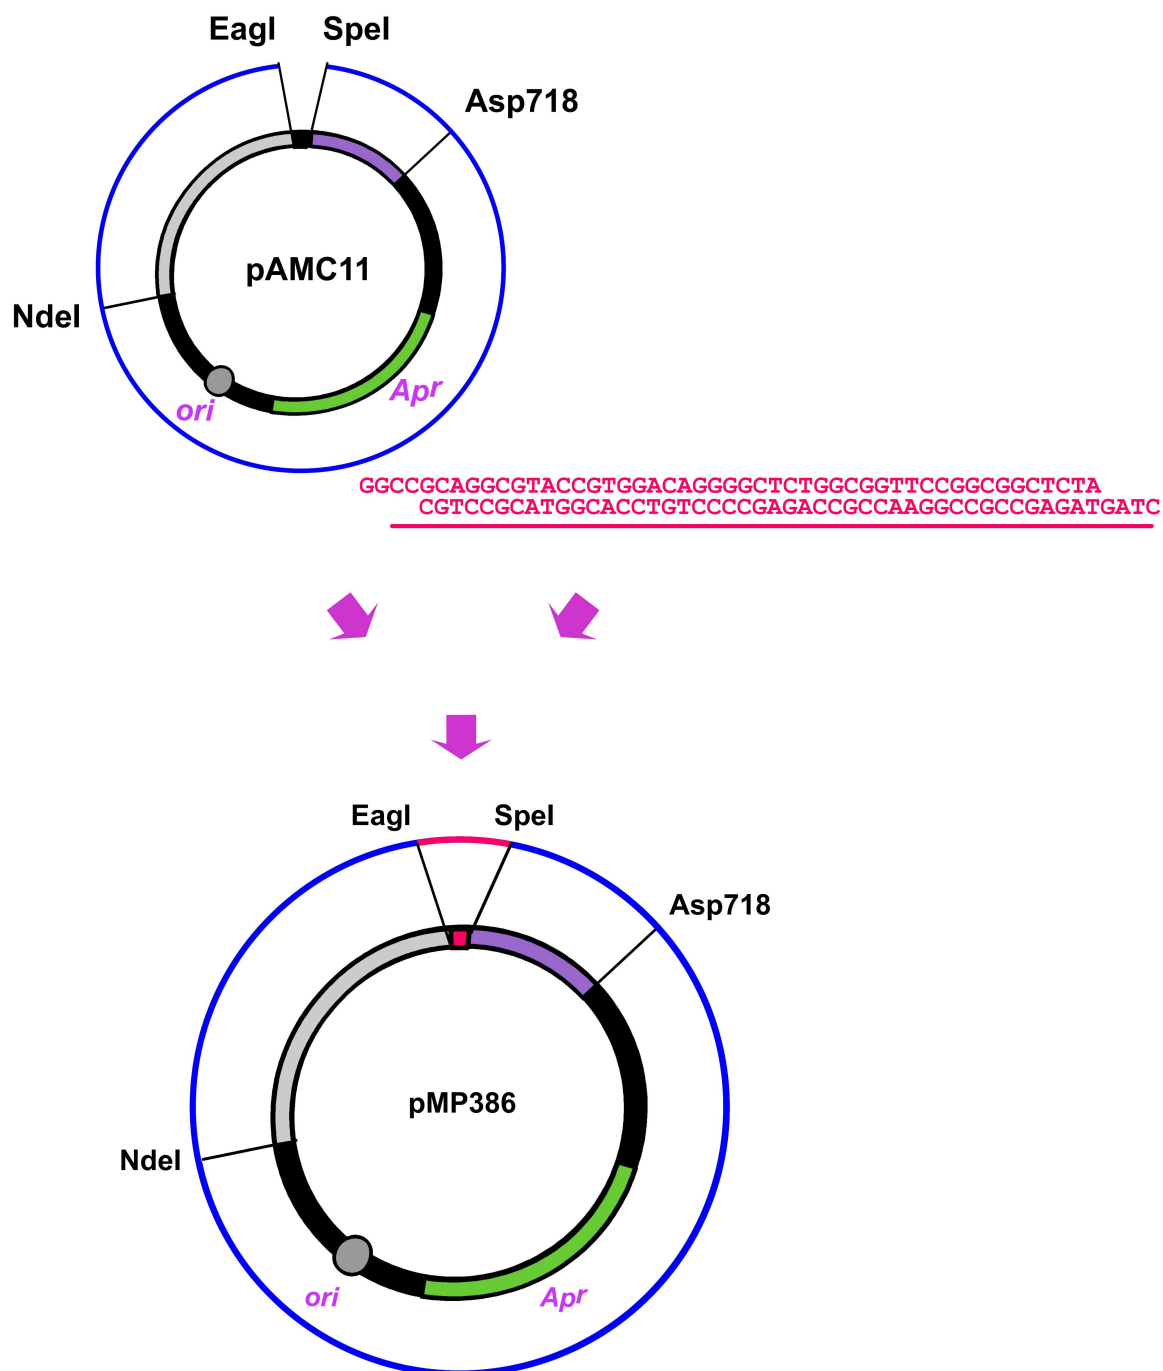 EagI SpeI
Asp718
pAMC11
NdeI
Apr
ori
GGCCGCAGGCGTACCGTGGACAGGGGCTCTGGCGGTTCCGGCGGCTCTA
CGTCCGCATGGCACCTGTCCCCGAGACCGCCAAGGCCGCCGAGATGATC
EagI SpeI
Asp718
pMP386
NdeI
ori
Apr